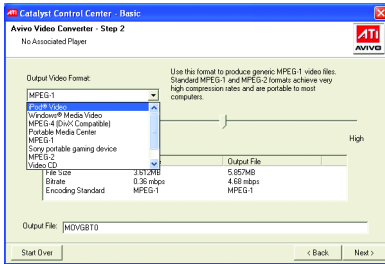 ATI Catalyst Control Center - Basic
Avivo Video Converter - Step 2
No Associated Player
ATI
AVIVO
Output Video Format:
MPEG-1
Use this format to produce generic MPEG-1 video files.
Standard MPEG-1 and MPEG-2 formats achieve very
high compression rates and are portable to most
computers.
iPod® Video
Windows® Media Video
MPEG-4 (DivX Compatible)
Portable Media Center
MPEG-1
Sony portable gaming device
MPEG-2
Video CD
High
Output File
File Size 3.612MB 5.857MB
Bitrate 0.36 mbps 4.68 mbps
Encoding Standard MPEG-1 MPEG-1
Output File: MOVGBT0
Start Over < Back Next >